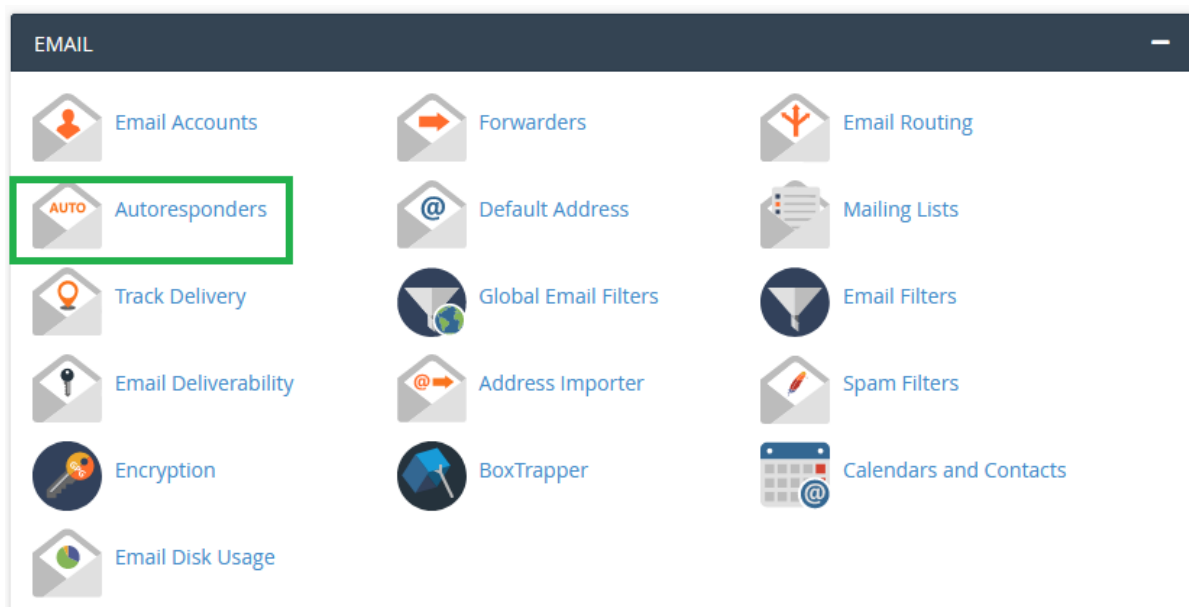 EMAIL
Email Accounts
Forwarders
Email Routing
AUTO
Autoresponders
@
Default Address
Mailing Lists
Track Delivery
Global Email Filters
Email Filters
Email Deliverability
@
Address Importer
Spam Filters
GPG
Encryption
BoxTrapper
@
Calendars and Contacts
Email Disk Usage